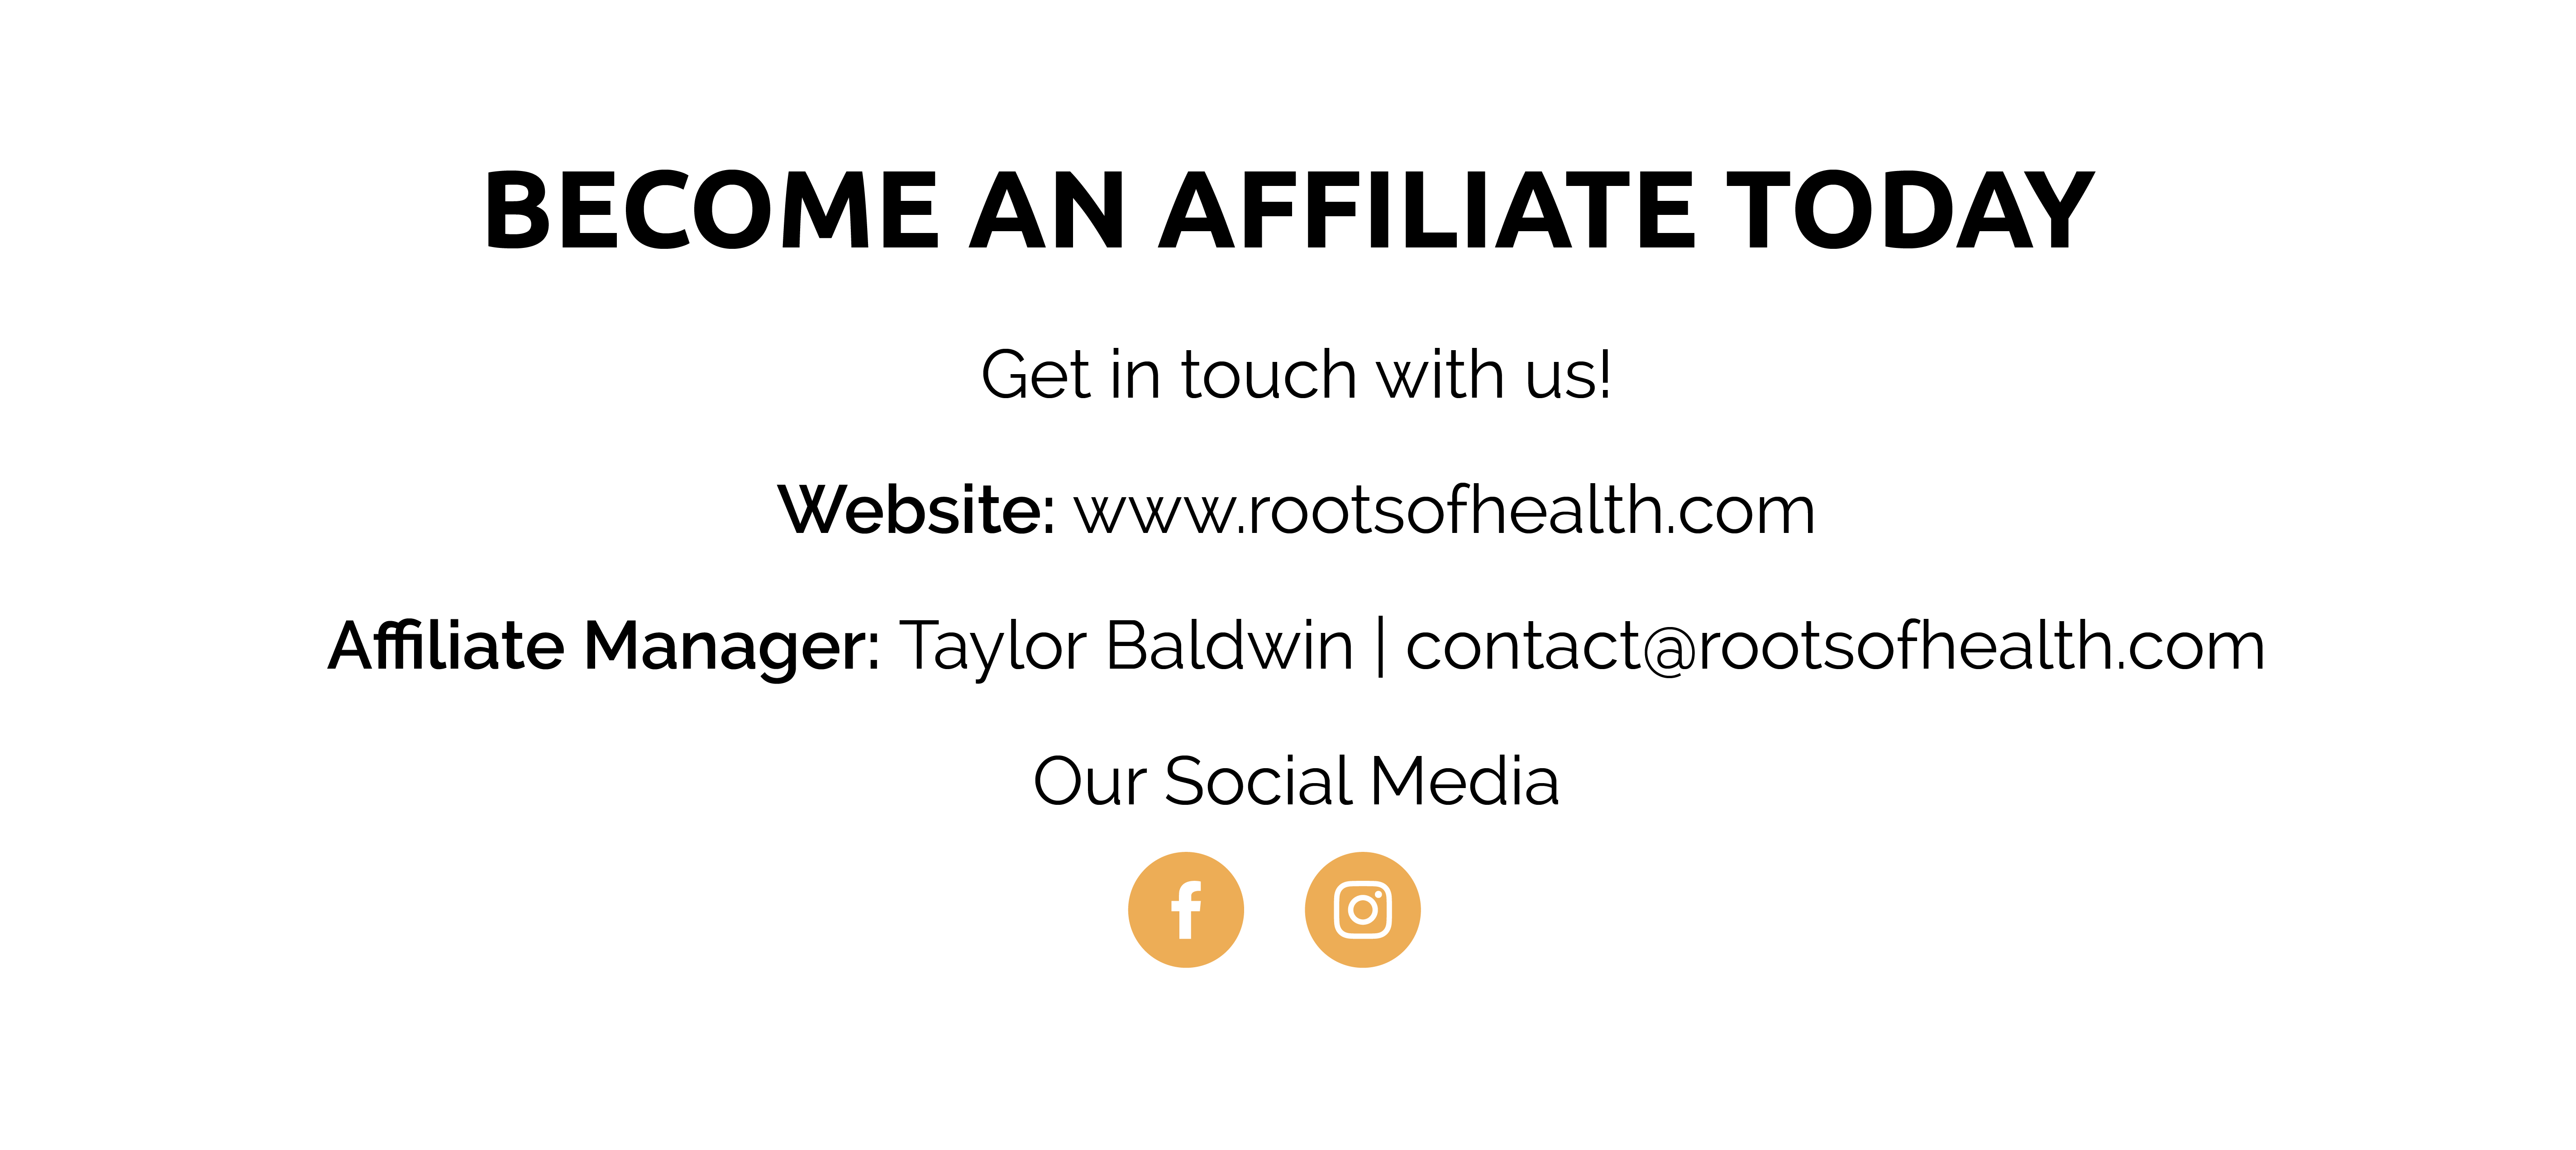 BECOME AN AFFILIATE TODAY
Get in touch with us!
Website: www.rootsofhealth.com
Affiliate Manager: Taylor Baldwin | contact@rootsofhealth.com
Our Social Media